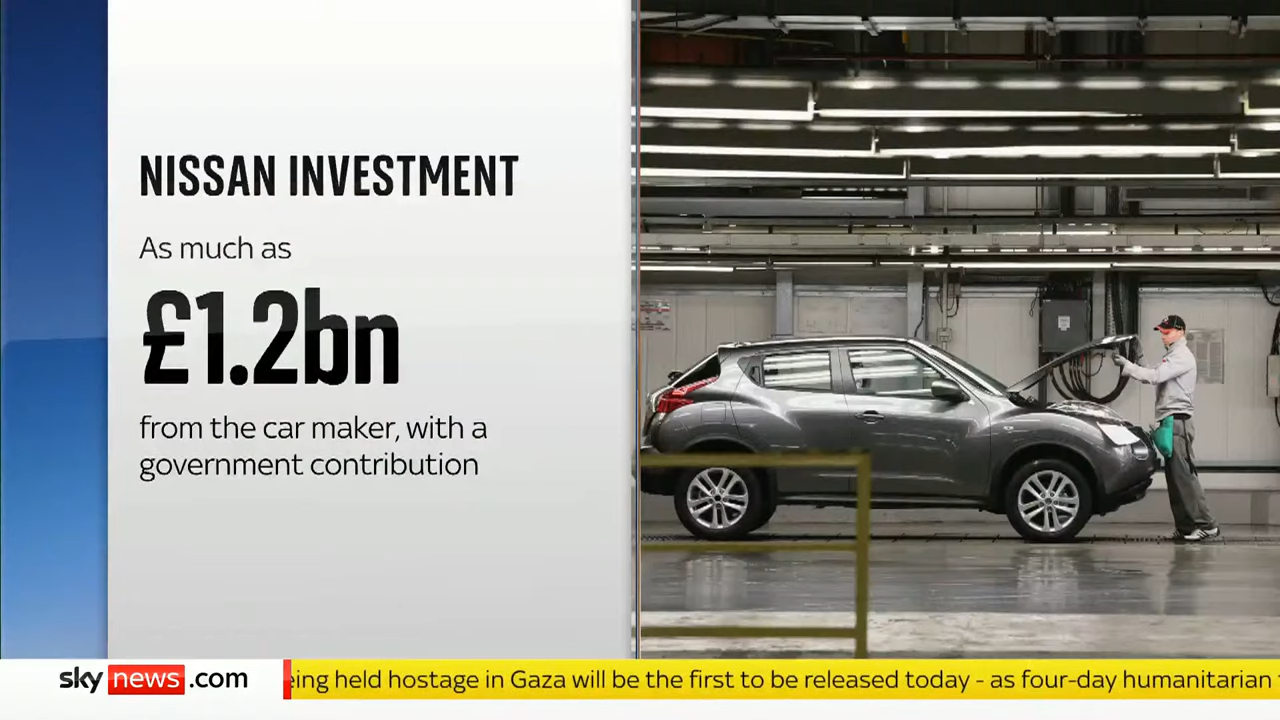 NISSAN INVESTMENT
As much as
£1.2bn
from the car maker, with a
government contribution
sky news .com
eing held hostage in Gaza will be the first to be released today - as four-day humanitarian